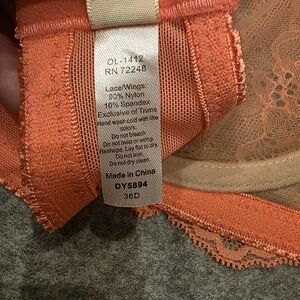 OL-1412
RN 72248
Lace/Wings:
90% Nylon
10% Spandex
Exclusive of Trims
Hand wash cold with like
colors.
Do not bleach
Do not twist or wring
Reshape: Lay flat to dry.
Do not iron.
Do not dry clean.
Made in China
DY5894
36D